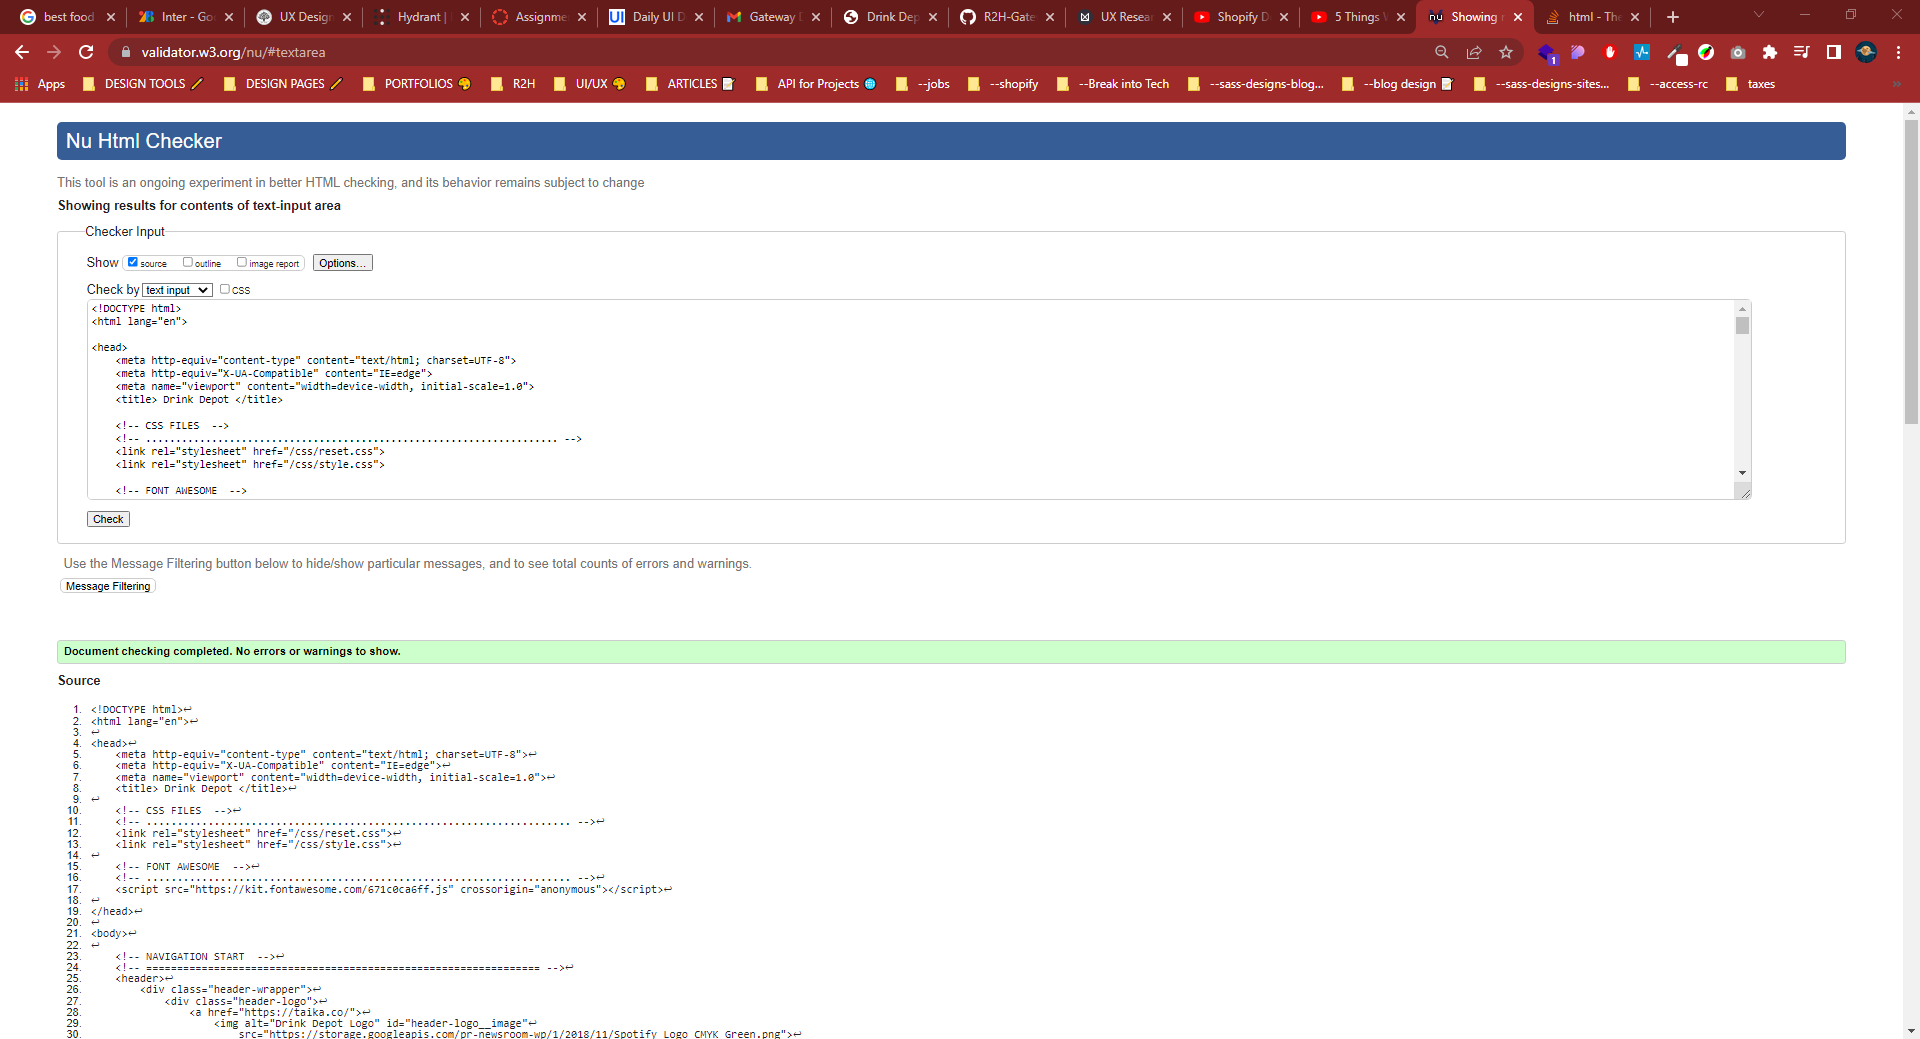 best food
Inter - Go
UX Design
Hydrant |
Assignme
Daily UI D
Gateway
Drink Dep
R2H-Gate
UX Resea
Shopify D
5 Things
Showing
html - The
validator.w3.org/nu/#textarea
1
Apps
DESIGN TOOLS
DESIGN PAGES
PORTFOLIOS
R2H
UI/UX
ARTICLES
API for Projects
--jobs
--shopify
--Break into Tech
--sass-designs-blog...
--blog design
--sass-designs-sites...
--access-rc
taxes
»
Nu Html Checker
This tool is an ongoing experiment in better HTML checking, and its behavior remains subject to change
Showing results for contents of text-input area
Checker Input
Show source outline image report Options...
Check by text input css
<!DOCTYPE html>
<html lang="en">
<head>
<meta http-equiv="content-type" content="text/html; charset=UTF-8">
<meta http-equiv="X-UA-Compatible" content="IE=edge">
<meta name="viewport" content="width=device-width, initial-scale=1.0">
<title> Drink Depot </title>
<!-- CSS FILES -->
<!-- ..................................................................... -->
<link rel="stylesheet" href="/css/reset.css">
<link rel="stylesheet" href="/css/style.css">
<!-- FONT AWESOME -->
Check
Use the Message Filtering button below to hide/show particular messages, and to see total counts of errors and warnings.
Message Filtering
Document checking completed. No errors or warnings to show.
Source
1. <!DOCTYPE html>↩
2. <html lang="en">↩
3. ↩
4. <head>↩
5. <meta http-equiv="content-type" content="text/html; charset=UTF-8">↩
6. <meta http-equiv="X-UA-Compatible" content="IE=edge">↩
7. <meta name="viewport" content="width=device-width, initial-scale=1.0">↩
8. <title> Drink Depot </title>↩
9. ↩
10. <!-- CSS FILES -->↩
11. <!-- ..................................................................... -->↩
12. <link rel="stylesheet" href="/css/reset.css">↩
13. <link rel="stylesheet" href="/css/style.css">↩
14. ↩
15. <!-- FONT AWESOME -->↩
16. <!-- ..................................................................... -->↩
17. <script src="https://kit.fontawesome.com/671c0ca6ff.js" crossorigin="anonymous"></script>↩
18. ↩
19. </head>↩
20. ↩
21. <body>↩
22. ↩
23. <!-- NAVIGATION START -->↩
24. <!-- ================================================================ -->↩
25. <header>↩
26. <div class="header-wrapper">↩
27. <div class="header-logo">↩
28. <a href="https://taika.co/">↩
29. <img alt="Drink Depot Logo" id="header-logo__image"↩
30. src="https://storage.googleapis.com/pr-newsroom-wp/1/2018/11/Spotify_Logo_CMYK_Green.png">↩